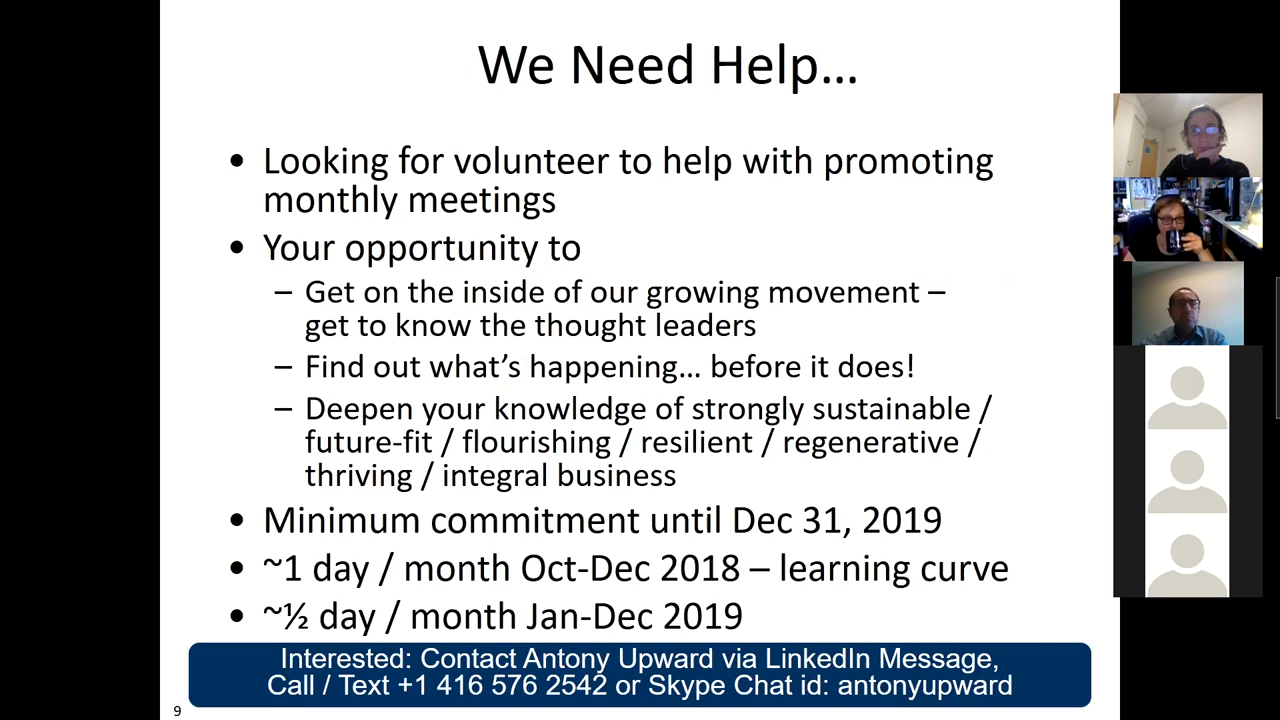 We Need Help…
• Looking for volunteer to help with promoting
monthly meetings
• Your opportunity to
– Get on the inside of our growing movement –
get to know the thought leaders
– Find out what’s happening… before it does!
– Deepen your knowledge of strongly sustainable /
future-fit / flourishing / resilient / regenerative /
thriving / integral business
• Minimum commitment until Dec 31, 2019
• ~1 day / month Oct-Dec 2018 – learning curve
• ~½ day / month Jan-Dec 2019
Interested: Contact Antony Upward via LinkedIn Message,
Call / Text +1 416 576 2542 or Skype Chat id: antonyupward
9